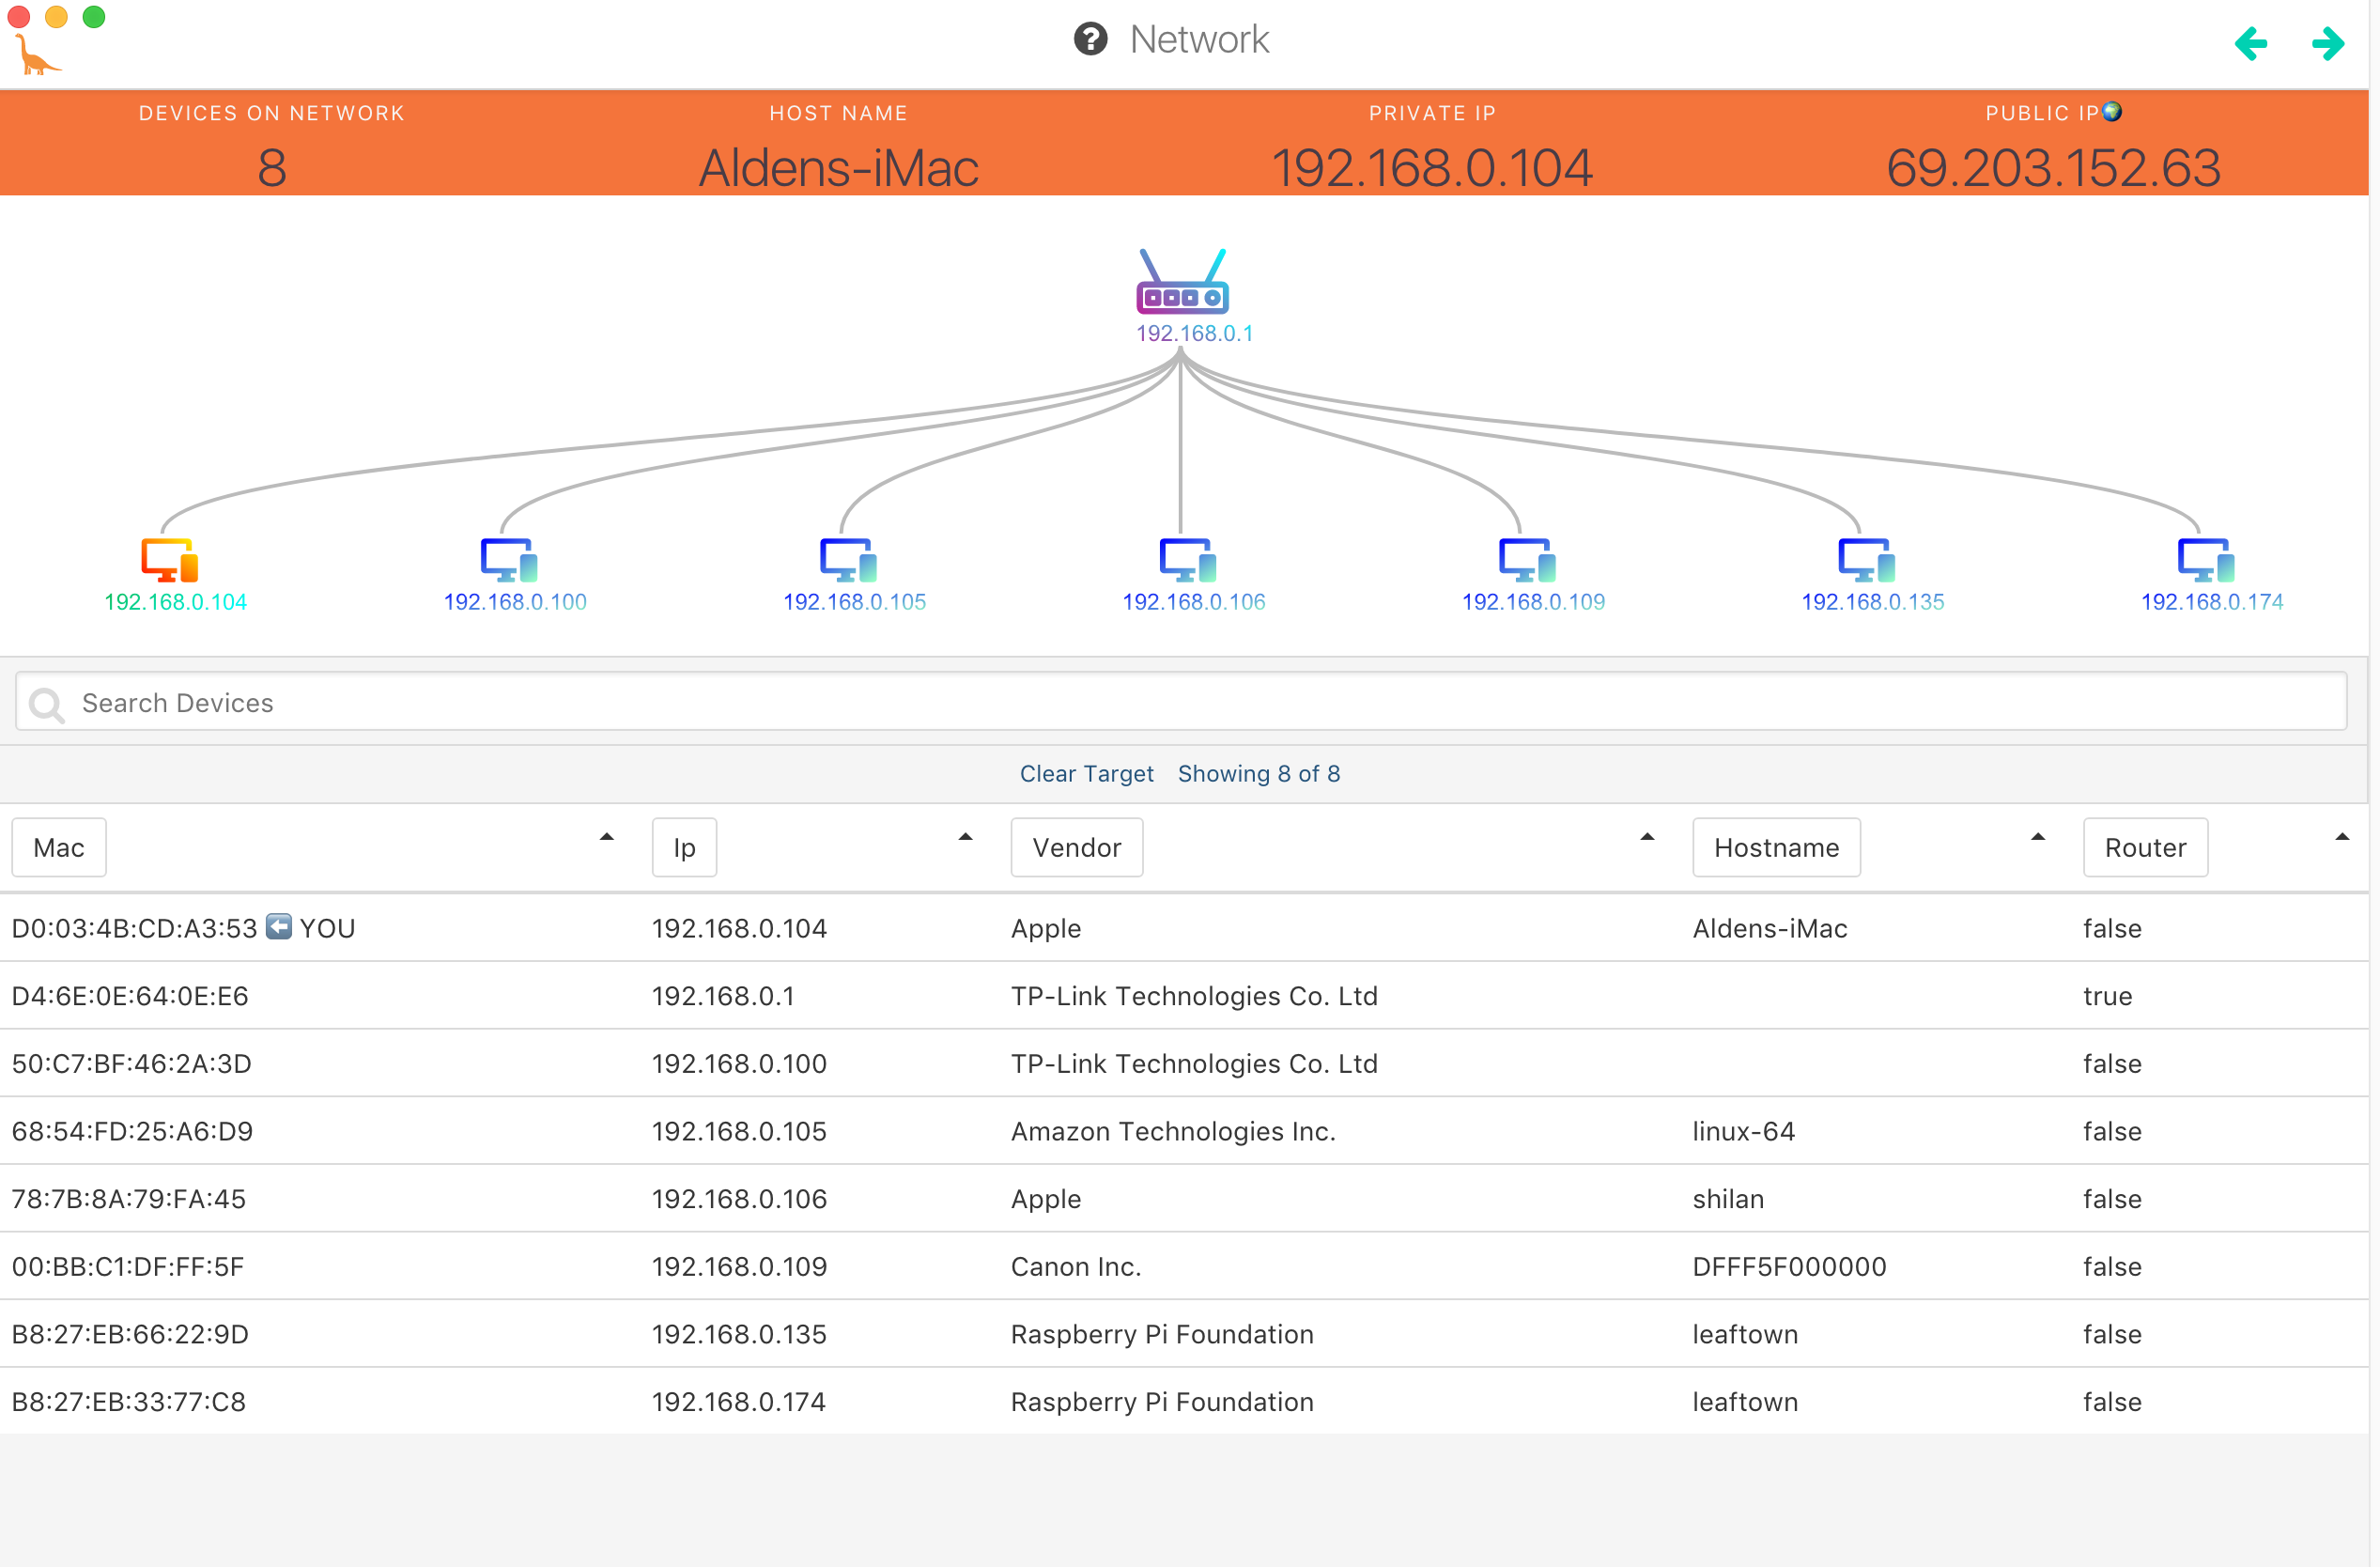 Network
DEVICES ON NETWORK HOST NAME PRIVATE IP PUBLIC IP🌍
8 Aldens-iMac 192.168.0.104 69.203.152.63
192.168.0.1
192.168.0.104 192.168.0.100 192.168.0.105 192.168.0.106 192.168.0.109 192.168.0.135 192.168.0.174
Search Devices
Clear Target Showing 8 of 8
Mac Ip Vendor Hostname Router
D0:03:4B:CD:A3:53 ⬅️ YOU 192.168.0.104 Apple Aldens-iMac false
D4:6E:0E:64:0E:E6 192.168.0.1 TP-Link Technologies Co. Ltd true
50:C7:BF:46:2A:3D 192.168.0.100 TP-Link Technologies Co. Ltd false
68:54:FD:25:A6:D9 192.168.0.105 Amazon Technologies Inc. linux-64 false
78:7B:8A:79:FA:45 192.168.0.106 Apple shilan false
00:BB:C1:DF:FF:5F 192.168.0.109 Canon Inc. DFFF5F000000 false
B8:27:EB:66:22:9D 192.168.0.135 Raspberry Pi Foundation leaftown false
B8:27:EB:33:77:C8 192.168.0.174 Raspberry Pi Foundation leaftown false